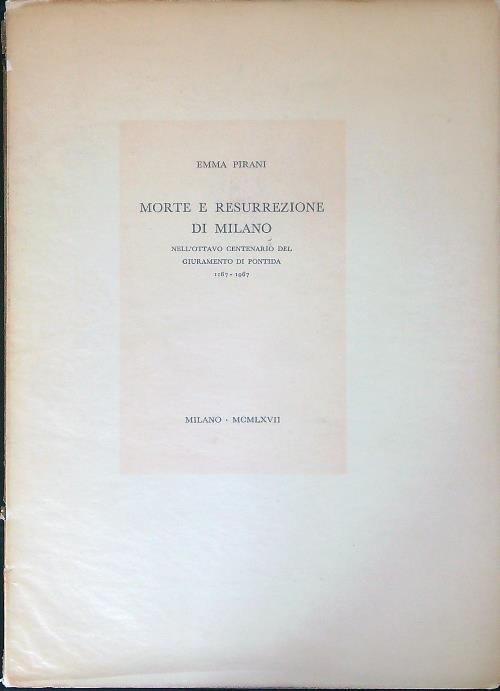 EMMA PIRANI
MORTE E RESURREZIONE
DI MILANO
NELL'OTTAVO CENTENARIO DEL
GIURAMENTO DI PONTIDA
1167 - 1967
MILANO · MCMLXVII